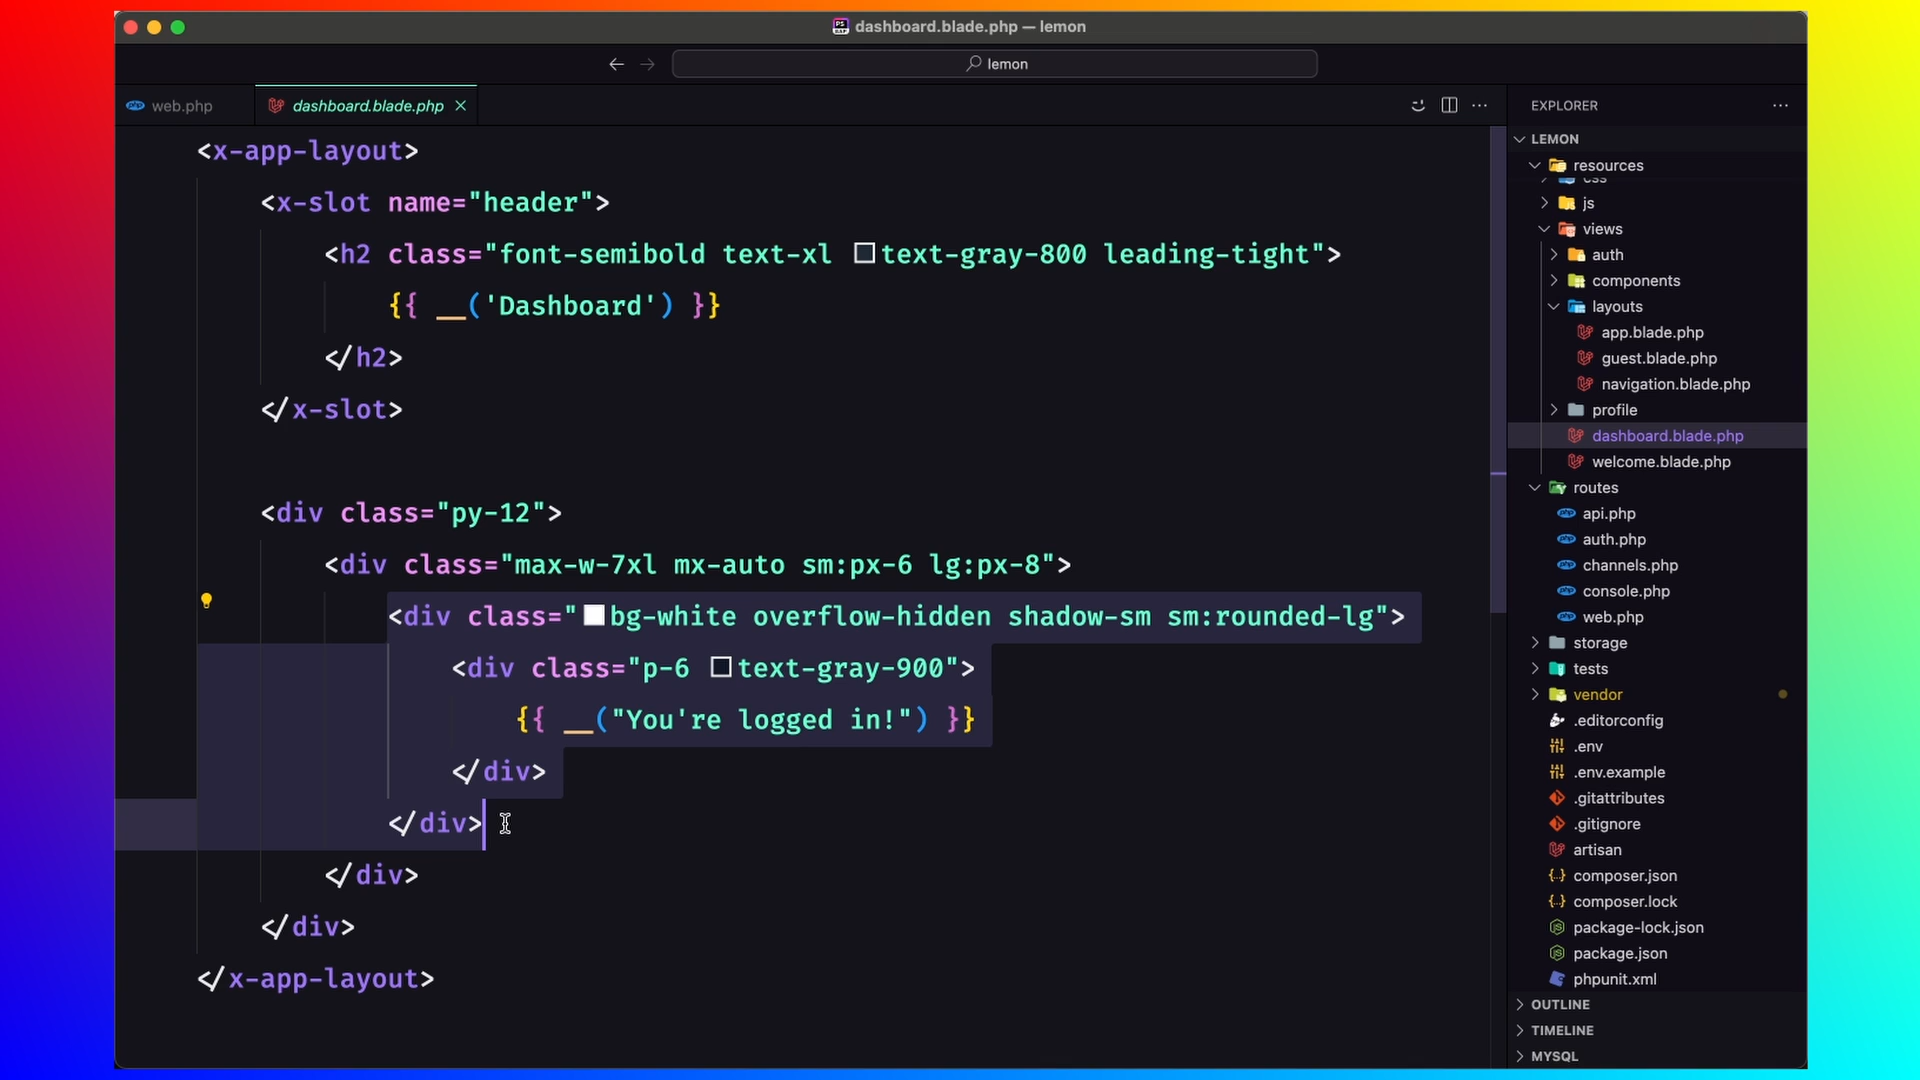 dashboard.blade.php — lemon
lemon
web.php
dashboard.blade.php
<x-app-layout>
<x-slot name="header">
<h2 class="font-semibold text-xl text-gray-800 leading-tight">
{{ __('Dashboard') }}
</h2>
</x-slot>
<div class="py-12">
<div class="max-w-7xl mx-auto sm:px-6 lg:px-8">
<div class="bg-white overflow-hidden shadow-sm sm:rounded-lg">
<div class="p-6 text-gray-900">
{{ __("You're logged in!") }}
</div>
</div>
</div>
</div>
</x-app-layout>
EXPLORER
LEMON
resources
css
js
views
auth
components
layouts
app.blade.php
guest.blade.php
navigation.blade.php
profile
dashboard.blade.php
welcome.blade.php
routes
api.php
auth.php
channels.php
console.php
web.php
storage
tests
vendor
.editorconfig
.env
.env.example
.gitattributes
.gitignore
artisan
composer.json
composer.lock
package-lock.json
package.json
phpunit.xml
OUTLINE
TIMELINE
MYSQL